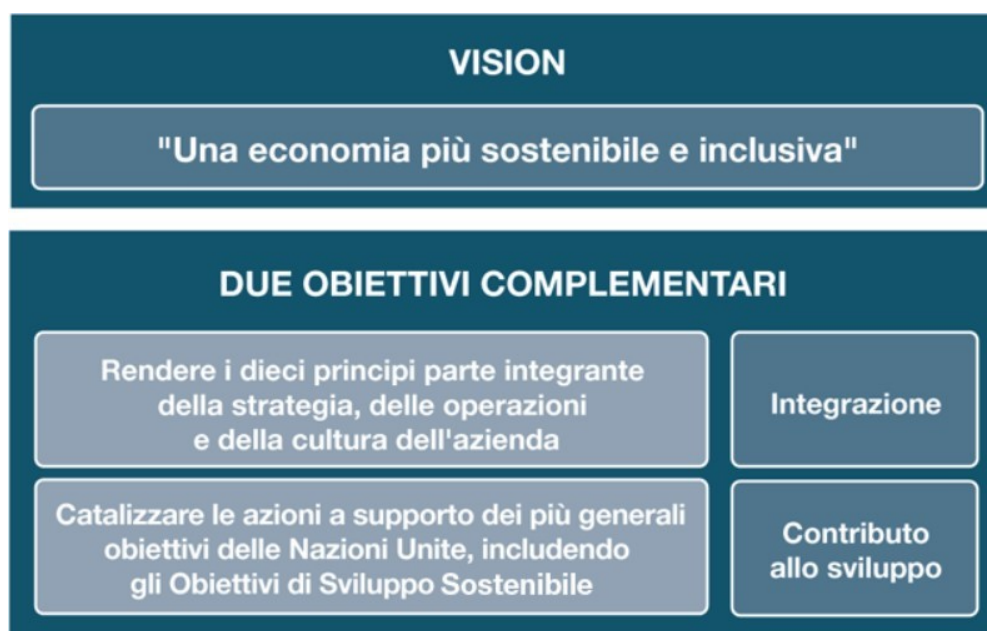 VISION
"Una economia più sostenibile e inclusiva"
DUE OBIETTIVI COMPLEMENTARI
Rendere i dieci principi parte integrante
della strategia, delle operazioni
e della cultura dell'azienda
Integrazione
Catalizzare le azioni a supporto dei più generali
obiettivi delle Nazioni Unite, includendo
gli Obiettivi di Sviluppo Sostenibile
Contributo
allo sviluppo